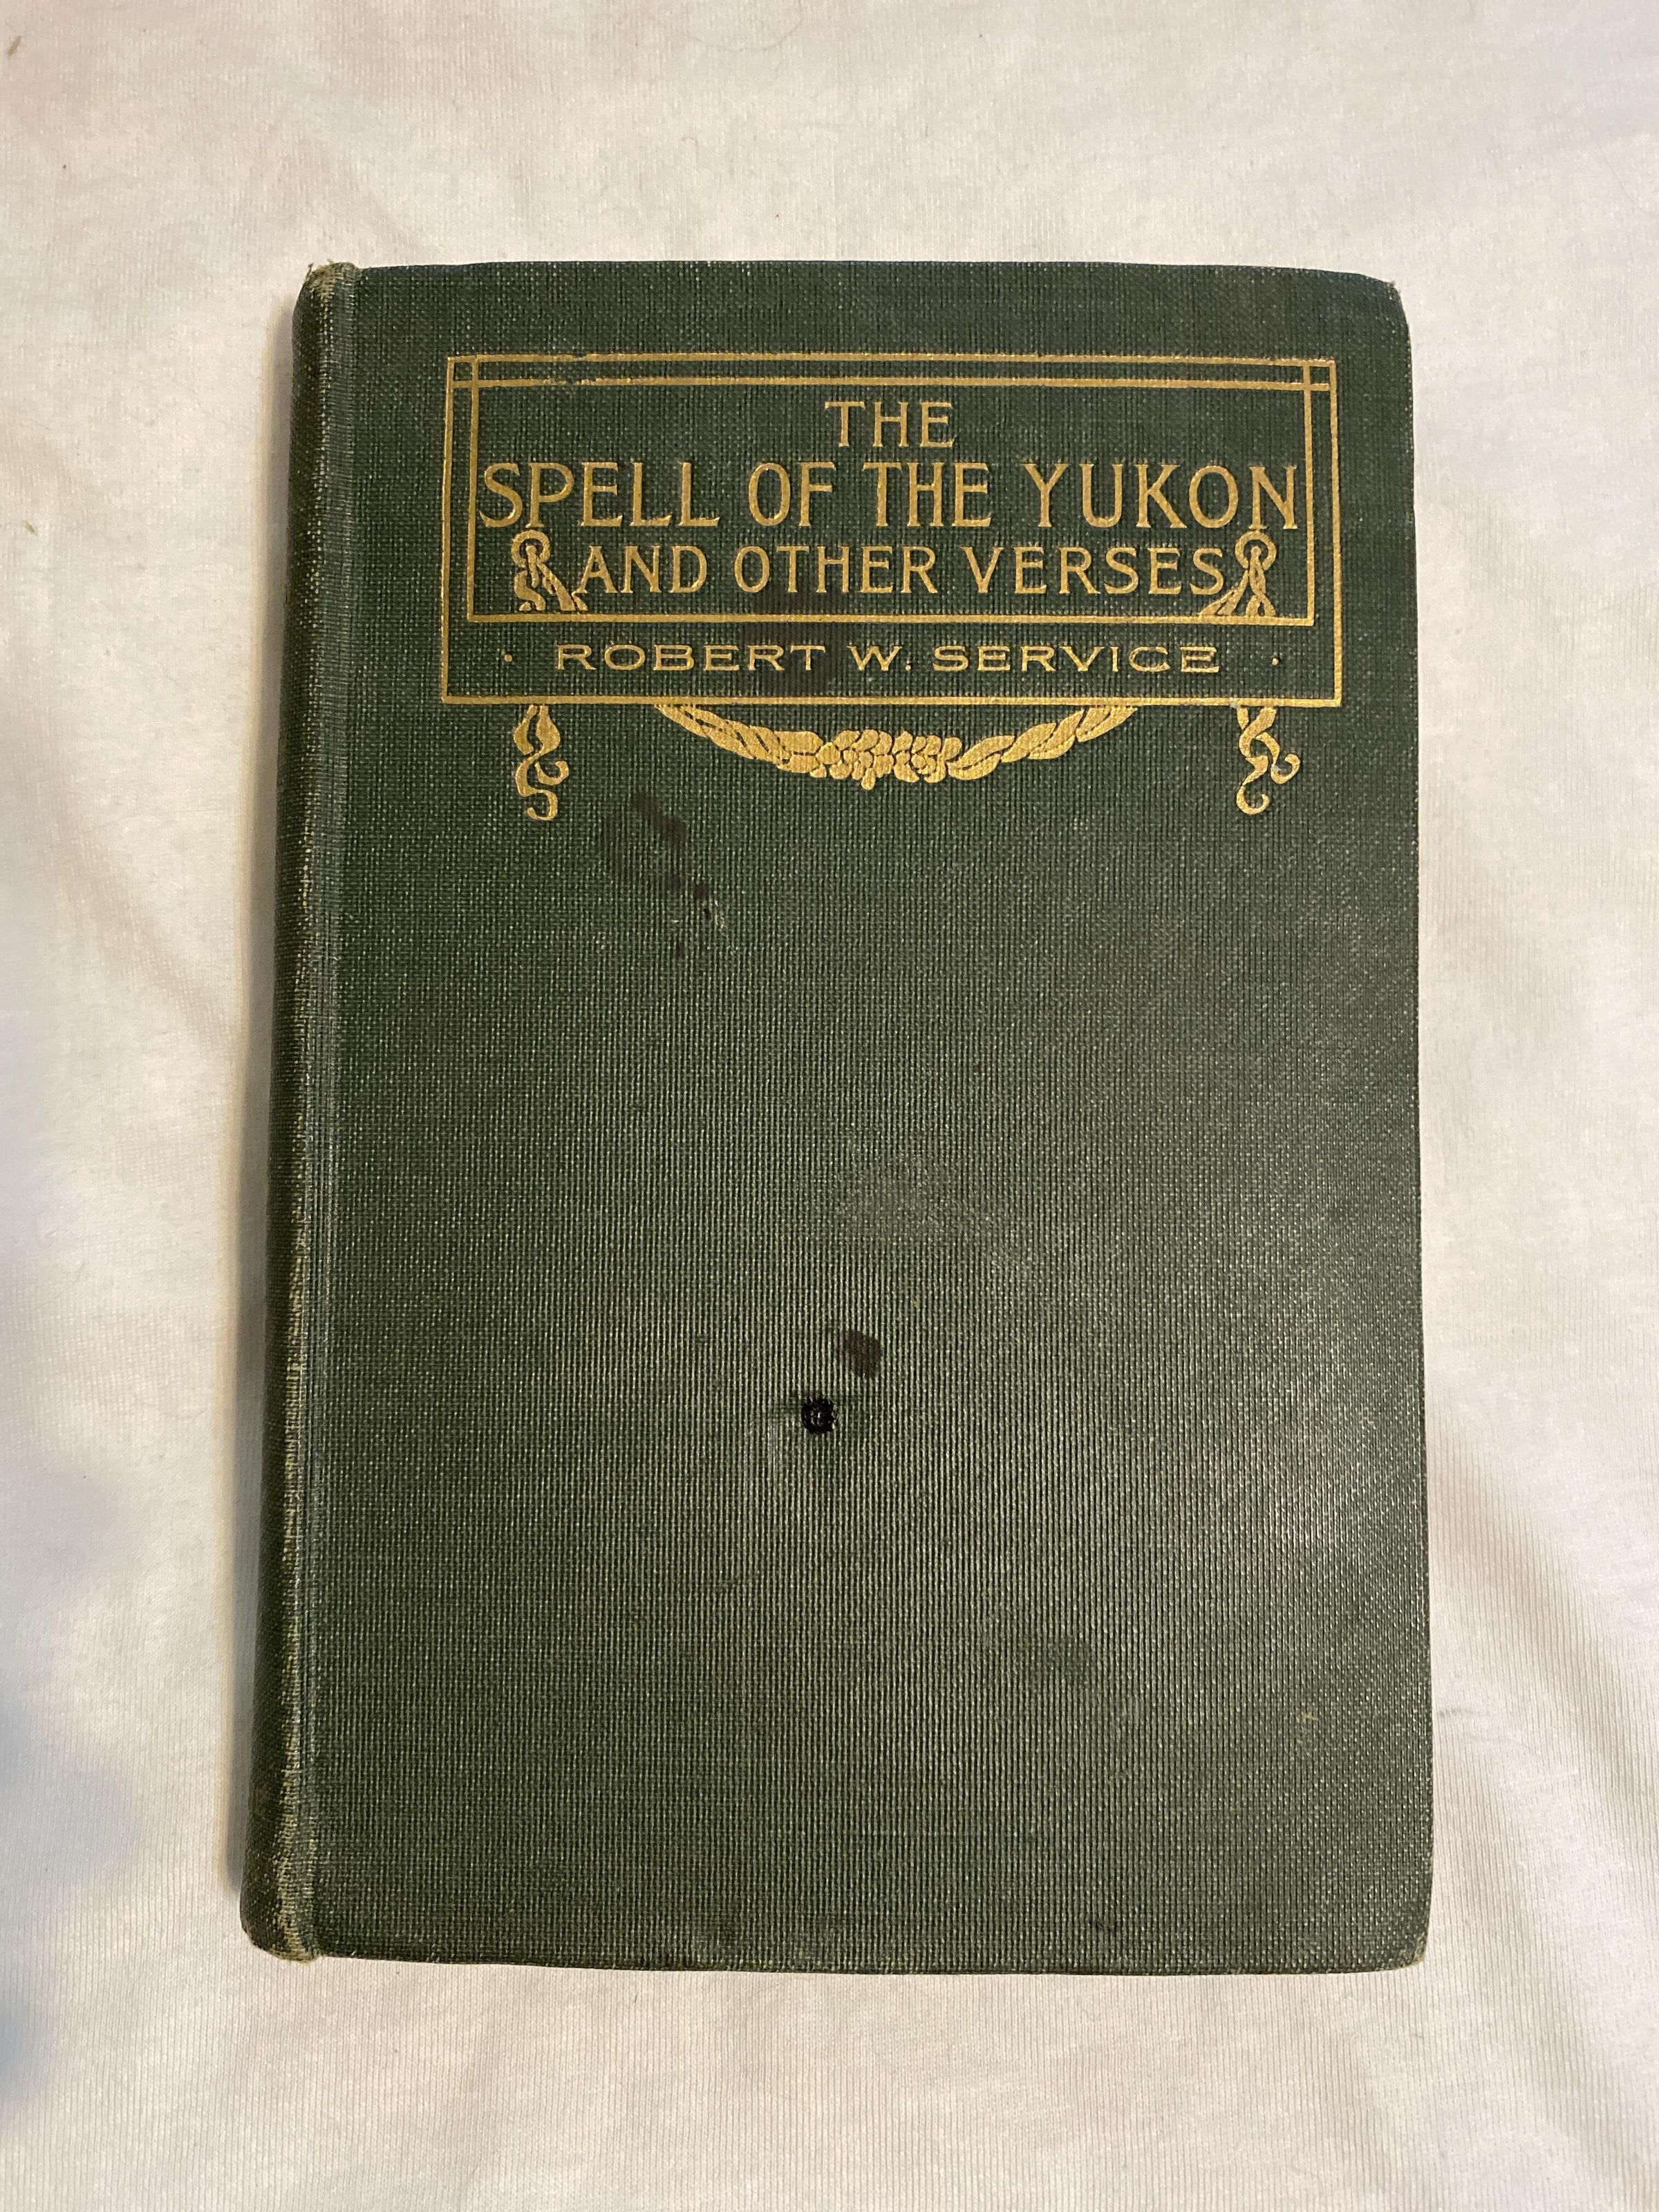 THE
SPELL OF THE YUKON
AND OTHER VERSES
· ROBERT W. SERVICE ·